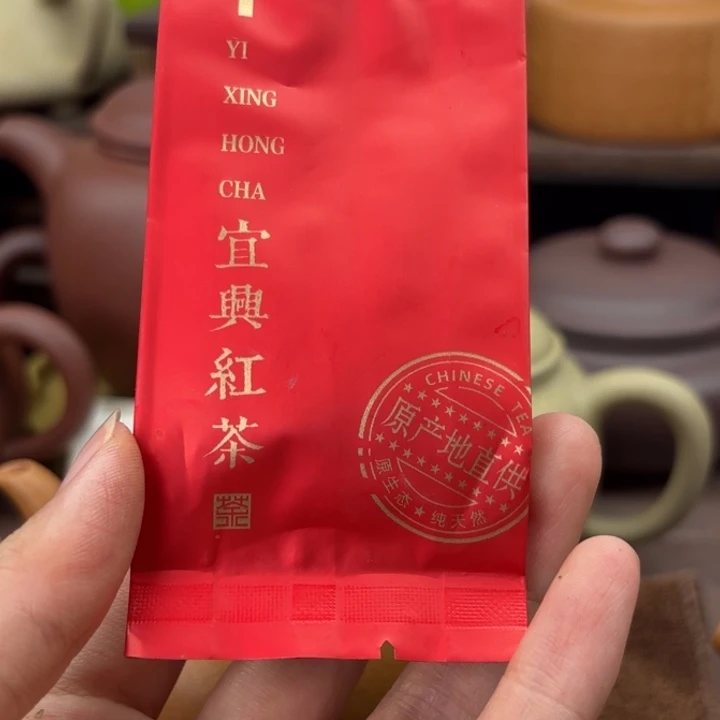 YI
XING
HONG
CHA
宜
興
紅
茶
茶
CHINESE TEA
原产地直供
原生态 ★ 纯天然